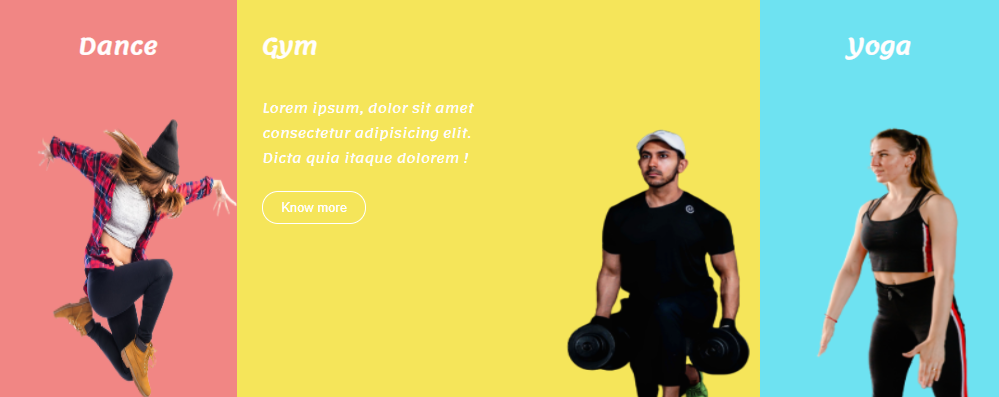 Dance
Gym
Lorem ipsum, dolor sit amet
consectetur adipisicing elit.
Dicta quia itaque dolorem !
Know more
Yoga